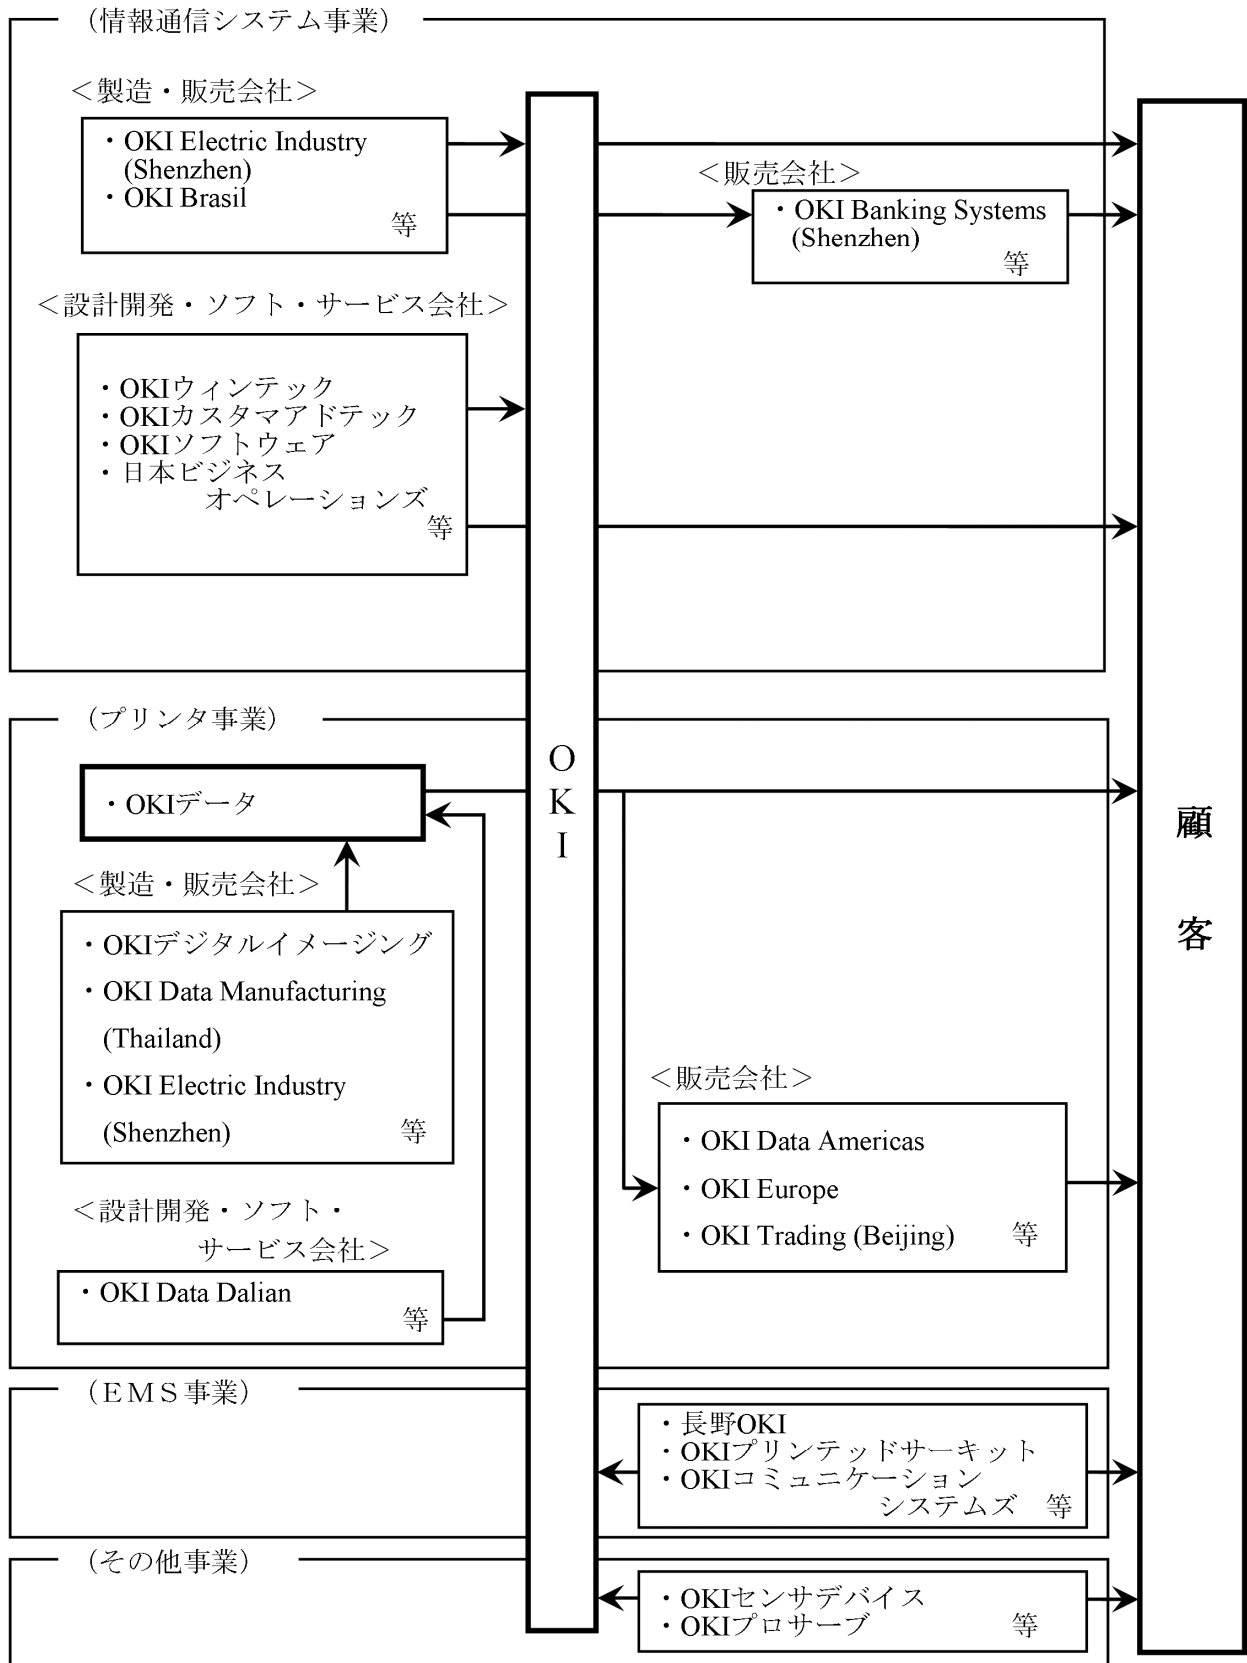 （情報通信システム事業）
＜製造・販売会社＞
・OKI Electric Industry
(Shenzhen)
・OKI Brasil
等
＜販売会社＞
・OKI Banking Systems
(Shenzhen)
等
＜設計開発・ソフト・サービス会社＞
・OKIウィンテック
・OKIカスタマアドテック
・OKIソフトウェア
・日本ビジネス
オペレーションズ
等
（プリンタ事業）
・OKIデータ
＜製造・販売会社＞
・OKIデジタルイメージング
・OKI Data Manufacturing
(Thailand)
・OKI Electric Industry
(Shenzhen)
等
＜設計開発・ソフト・
サービス会社＞
・OKI Data Dalian
等
＜販売会社＞
・OKI Data Americas
・OKI Europe
・OKI Trading (Beijing)
等
（ＥＭＳ事業）
・長野OKI
・OKIプリンテッドサーキット
・OKIコミュニケーション
システムズ 等
（その他事業）
・OKIセンサデバイス
・OKIプロサーブ
等
OKI
顧客